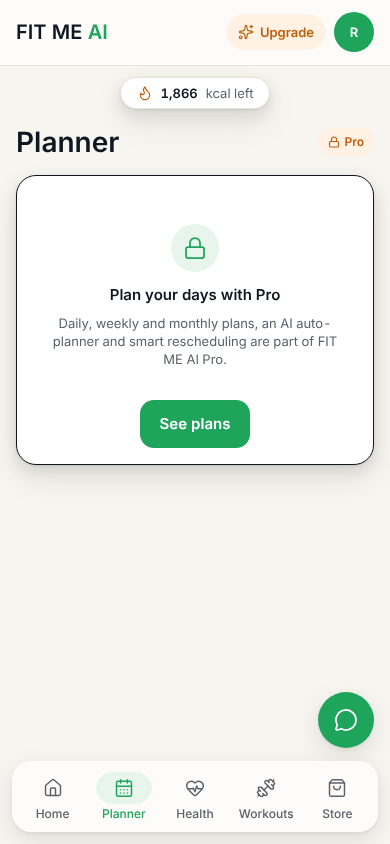 FIT ME AI
Upgrade
R
1,866 kcal left
Planner
Pro
Plan your days with Pro
Daily, weekly and monthly plans, an AI auto-
planner and smart rescheduling are part of FIT
ME AI Pro.
See plans
Home
Planner
Health
Workouts
Store